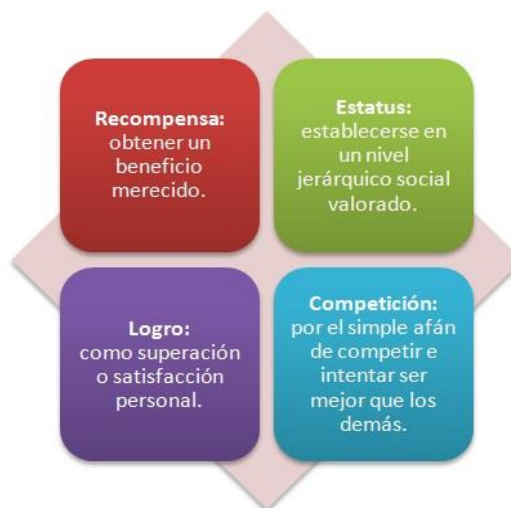 Recompensa:
obtener un
beneficio
merecido.
Estatus:
establecerse en
un nivel
jerárquico social
valorado.
Logro:
como superación
o satisfacción
personal.
Competición:
por el simple afán
de competir e
intentar ser
mejor que los
demás.